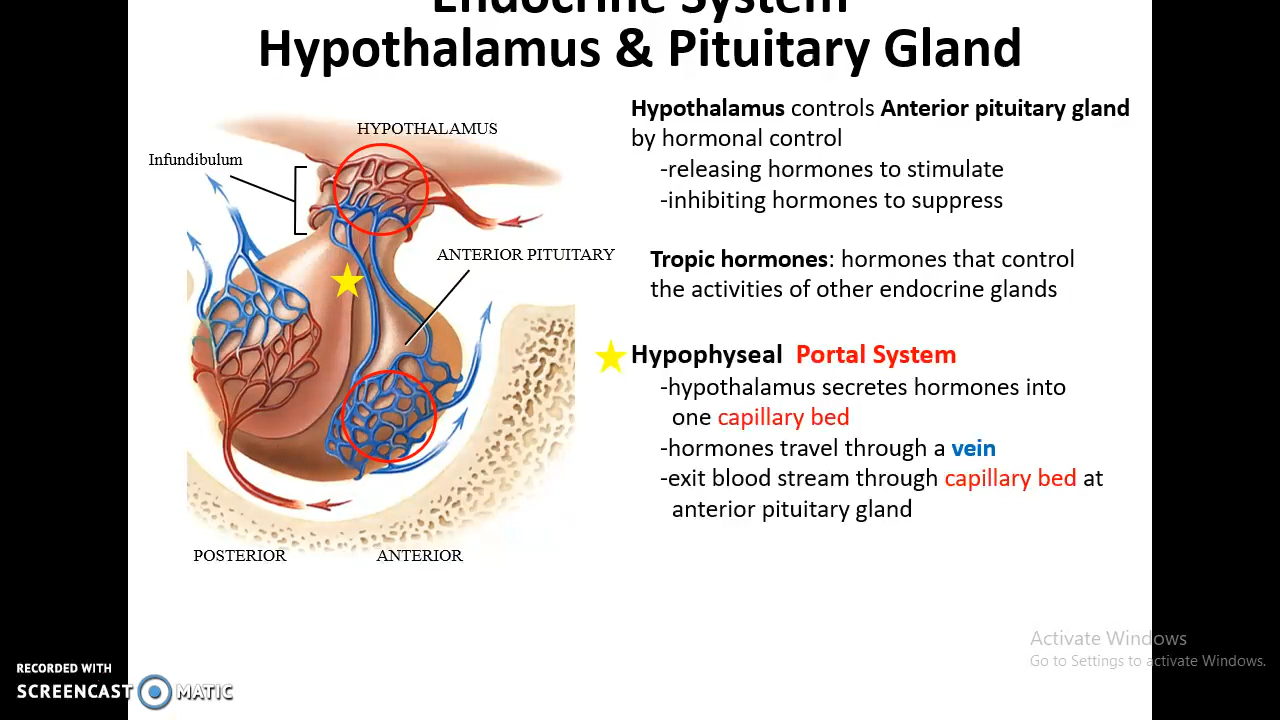 Endocrine System
Hypothalamus & Pituitary Gland
HYPOTHALAMUS
Infundibulum
ANTERIOR PITUITARY
POSTERIOR
ANTERIOR
Hypothalamus controls Anterior pituitary gland
by hormonal control
-releasing hormones to stimulate
-inhibiting hormones to suppress
Tropic hormones: hormones that control
the activities of other endocrine glands
Hypophyseal Portal System
-hypothalamus secretes hormones into
one capillary bed
-hormones travel through a vein
-exit blood stream through capillary bed at
anterior pituitary gland
Activate Windows
Go to Settings to activate Windows.
RECORDED WITH
SCREENCAST MATIC